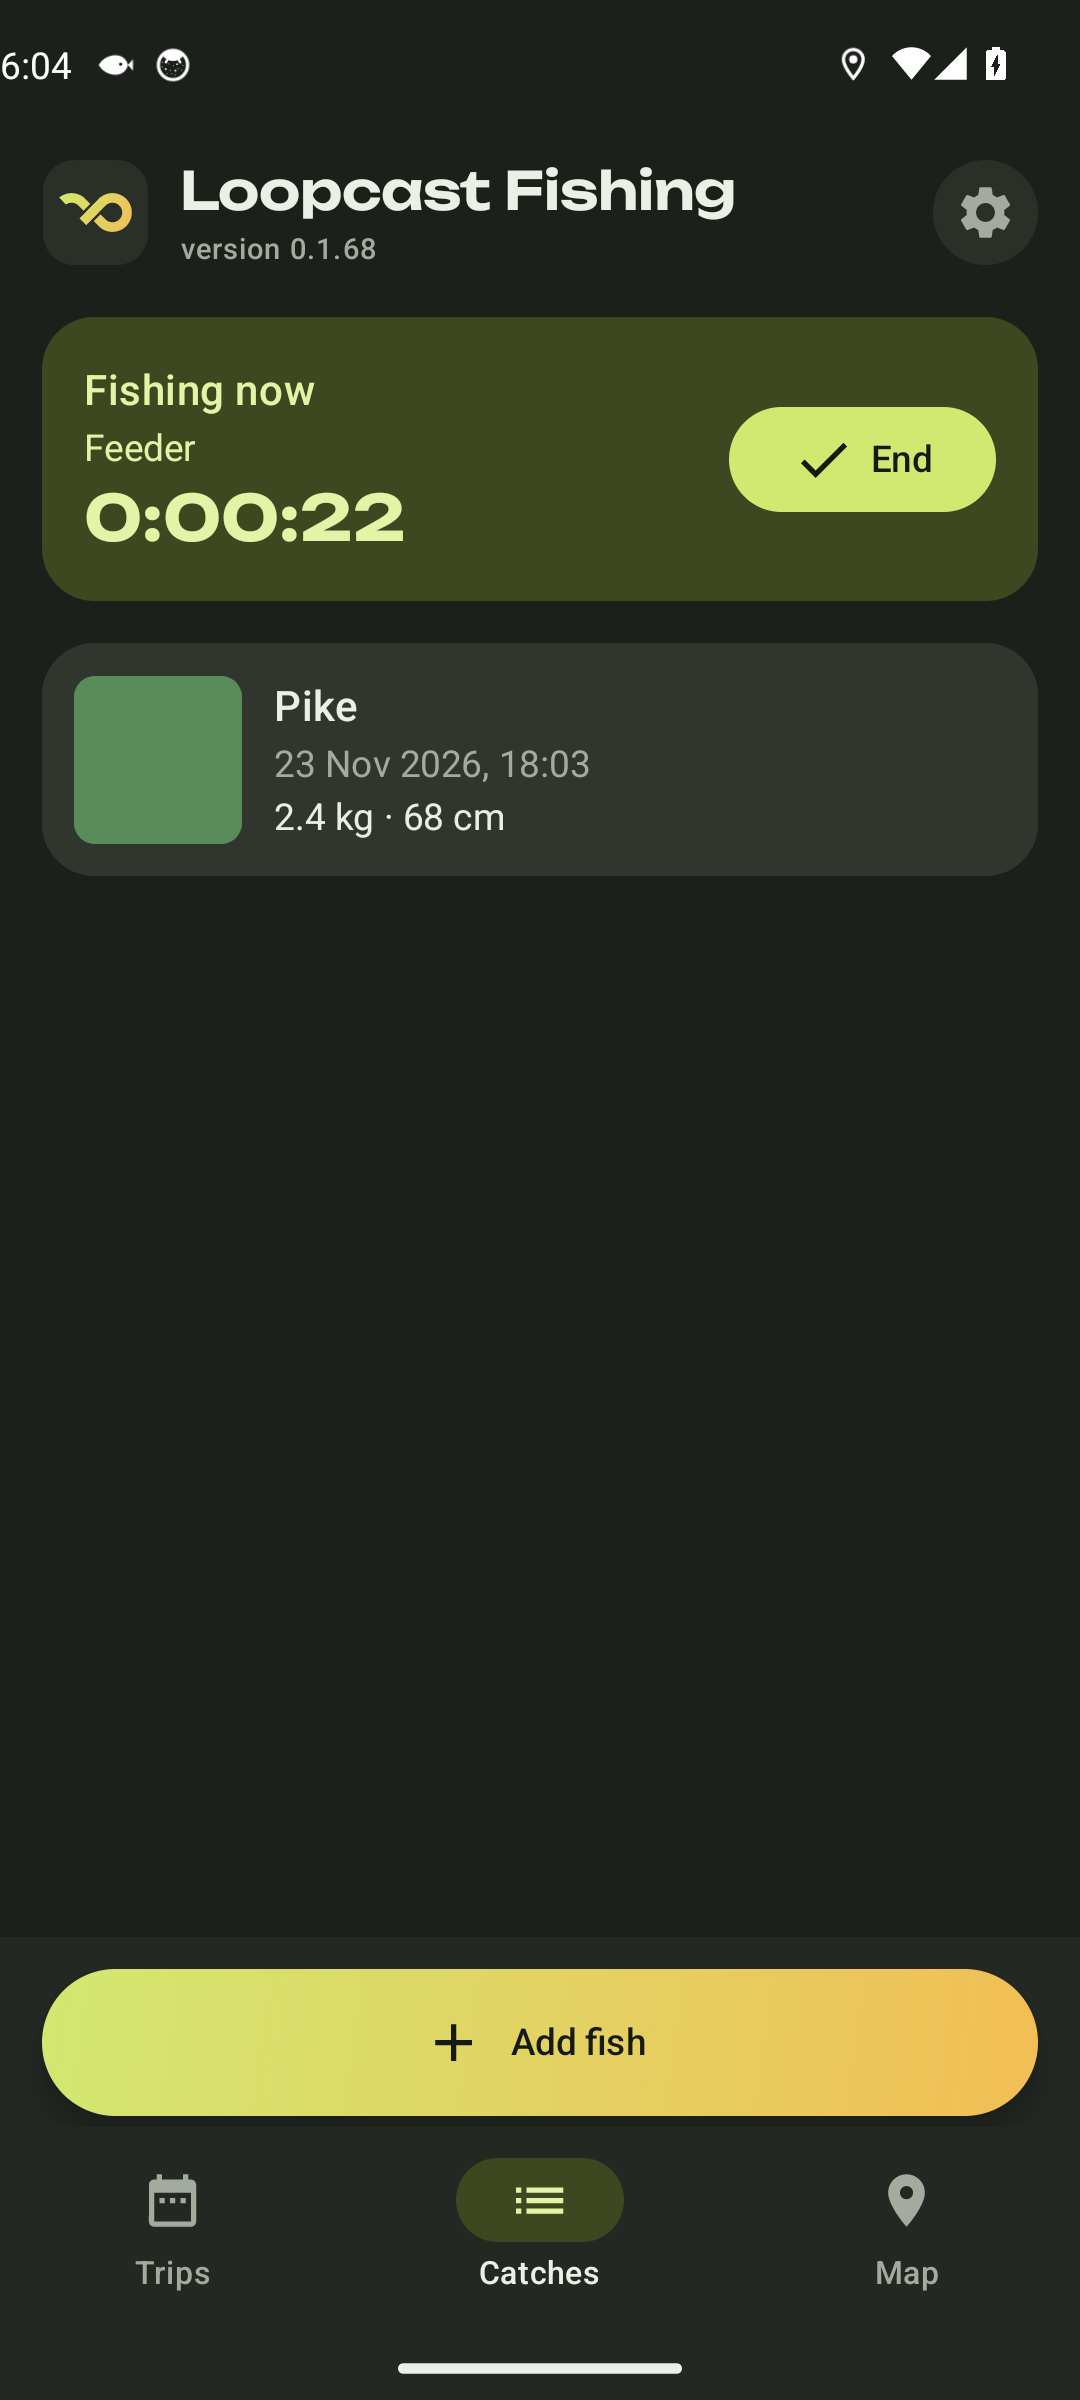 6:04
Loopcast Fishing
version 0.1.68
Fishing now
Feeder
0:00:22
End
Pike
23 Nov 2026, 18:03
2.4 kg · 68 cm
Add fish
Trips
Catches
Map